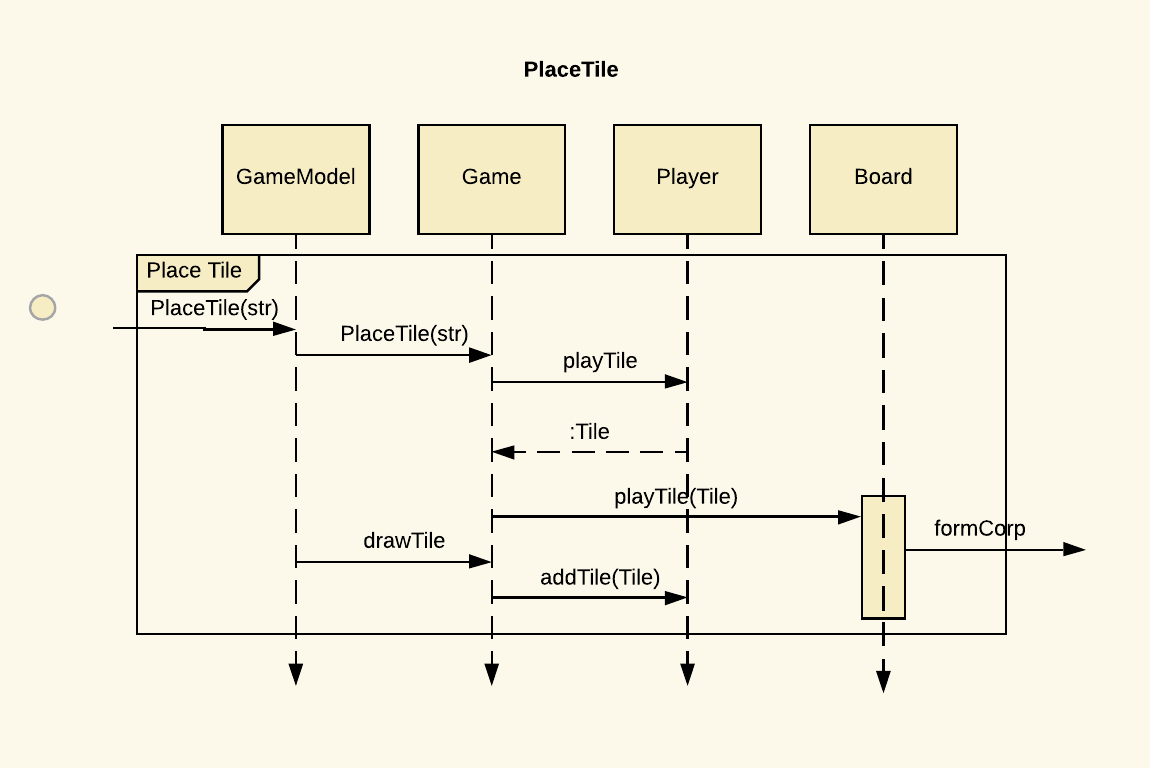 PlaceTile
GameModel
Game
Player
Board
Place Tile
PlaceTile(str)
PlaceTile(str)
playTile
:Tile
playTile(Tile)
formCorp
drawTile
addTile(Tile)